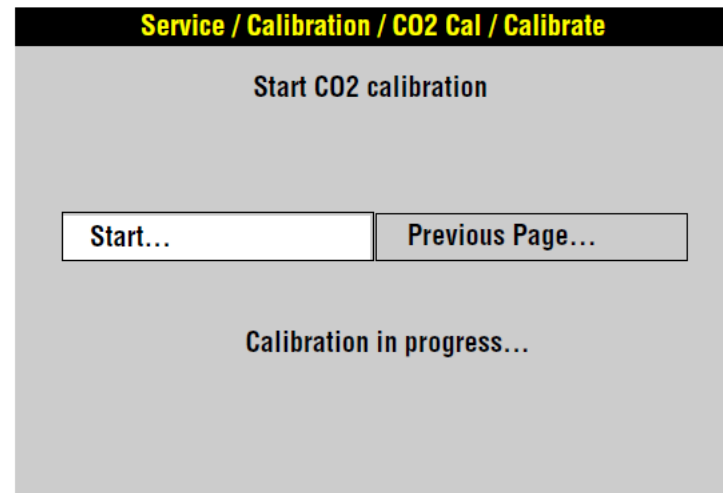 Service / Calibration / CO2 Cal / Calibrate
Start CO2 calibration
Start...
Previous Page...
Calibration in progress...